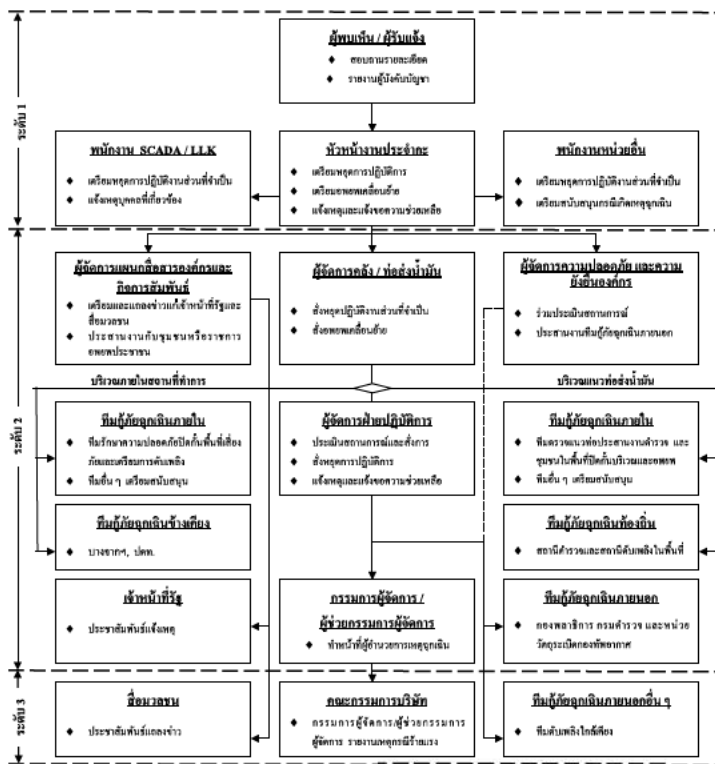 ผู้พบเห็น / ผู้รับแจ้ง
♦ สอบถามรายละเอียด
♦ รายงานผู้บังคับบัญชา
ระดับ 1
พนักงาน SCADA / LLK
♦ เตรียมหยุดการปฏิบัติงานส่วนที่จำเป็น
♦ แจ้งเหตุบุคคลที่เกี่ยวข้อง
หัวหน้างานประจำกะ
♦ เตรียมหยุดการปฏิบัติการ
♦ เตรียมอพยพเคลื่อนย้าย
♦ แจ้งเหตุและแจ้งขอความช่วยเหลือ
พนักงานหน่วยอื่น
♦ เตรียมหยุดการปฏิบัติงานส่วนที่จำเป็น
♦ เตรียมสนับสนุนกรณีเกิดเหตุฉุกเฉิน
ระดับ 2
ผู้จัดการแผนกสื่อสารองค์กรและ
กิจการสัมพันธ์
♦ เตรียมและแถลงข่าวแก่เจ้าหน้าที่รัฐและ
สื่อมวลชน
♦ ประสานงานกับชุมชนหรือราชการ
อพยพประชาชน
ผู้จัดการคลัง / ท่อส่งน้ำมัน
♦ สั่งหยุดปฏิบัติงานส่วนที่จำเป็น
♦ สั่งอพยพเคลื่อนย้าย
ผู้จัดการความปลอดภัย และความ
ยั่งยืนองค์กร
♦ ร่วมประเมินสถานการณ์
♦ ประสานงานทีมกู้ภัยฉุกเฉินภายนอก
บริเวณภายในสถานที่ทำการ
บริเวณแนวท่อส่งน้ำมัน
ทีมกู้ภัยฉุกเฉินภายใน
♦ ทีมรักษาความปลอดภัยปิดกั้นพื้นที่เสี่ยง
ภัยและเตรียมการดับเพลิง
♦ ทีมอื่น ๆ เตรียมสนับสนุน
ผู้จัดการฝ่ายปฏิบัติการ
♦ ประเมินสถานการณ์และสั่งการ
♦ สั่งหยุดการปฏิบัติการ
♦ แจ้งเหตุและแจ้งขอความช่วยเหลือ
ทีมกู้ภัยฉุกเฉินภายใน
♦ ทีมตรวจแนวท่อประสานงานตำรวจ และ
ชุมชนในพื้นที่ปิดกั้นบริเวณและอพยพ
♦ ทีมอื่น ๆ เตรียมสนับสนุน
ระดับ 2
ทีมกู้ภัยฉุกเฉินข้างเคียง
♦ บางจากฯ, ปตท.
ทีมกู้ภัยฉุกเฉินท้องถิ่น
♦ สถานีตำรวจและสถานีดับเพลิงในพื้นที่
เจ้าหน้าที่รัฐ
♦ ประชาสัมพันธ์แจ้งเหตุ
กรรมการผู้จัดการ /
ผู้ช่วยกรรมการผู้จัดการ
♦ ทำหน้าที่ผู้อำนวยการเหตุฉุกเฉิน
ทีมกู้ภัยฉุกเฉินภายนอก
♦ กองพลาธิการ กรมตำรวจ และหน่วย
วัตถุระเบิดกองทัพอากาศ
ระดับ 3
สื่อมวลชน
♦ ประชาสัมพันธ์แถลงข่าว
คณะกรรมการบริษัท
♦ กรรมการผู้จัดการ/ผู้ช่วยกรรมการ
ผู้จัดการ รายงานเหตุกรณีร้ายแรง
ทีมกู้ภัยฉุกเฉินภายนอกอื่น ๆ
♦ ทีมดับเพลิงใกล้เคียง